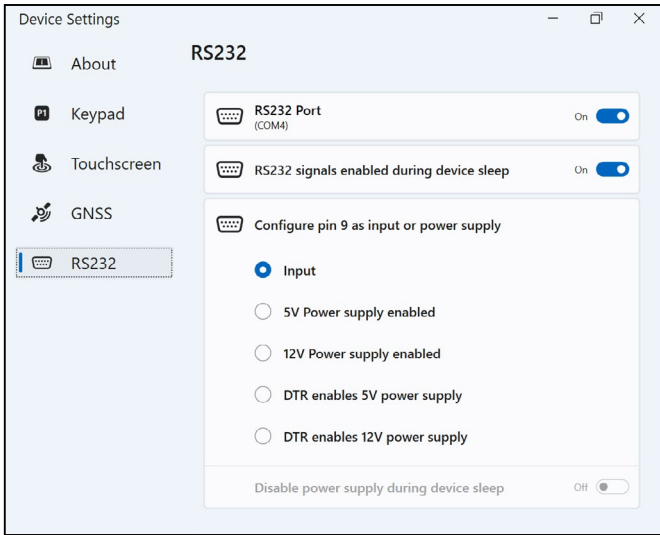 Device Settings
About
Keypad
Touchscreen
GNSS
RS232
RS232
RS232 Port
(COM4)
On
RS232 signals enabled during device sleep
On
Configure pin 9 as input or power supply
Input
5V Power supply enabled
12V Power supply enabled
DTR enables 5V power supply
DTR enables 12V power supply
Disable power supply during device sleep
Off